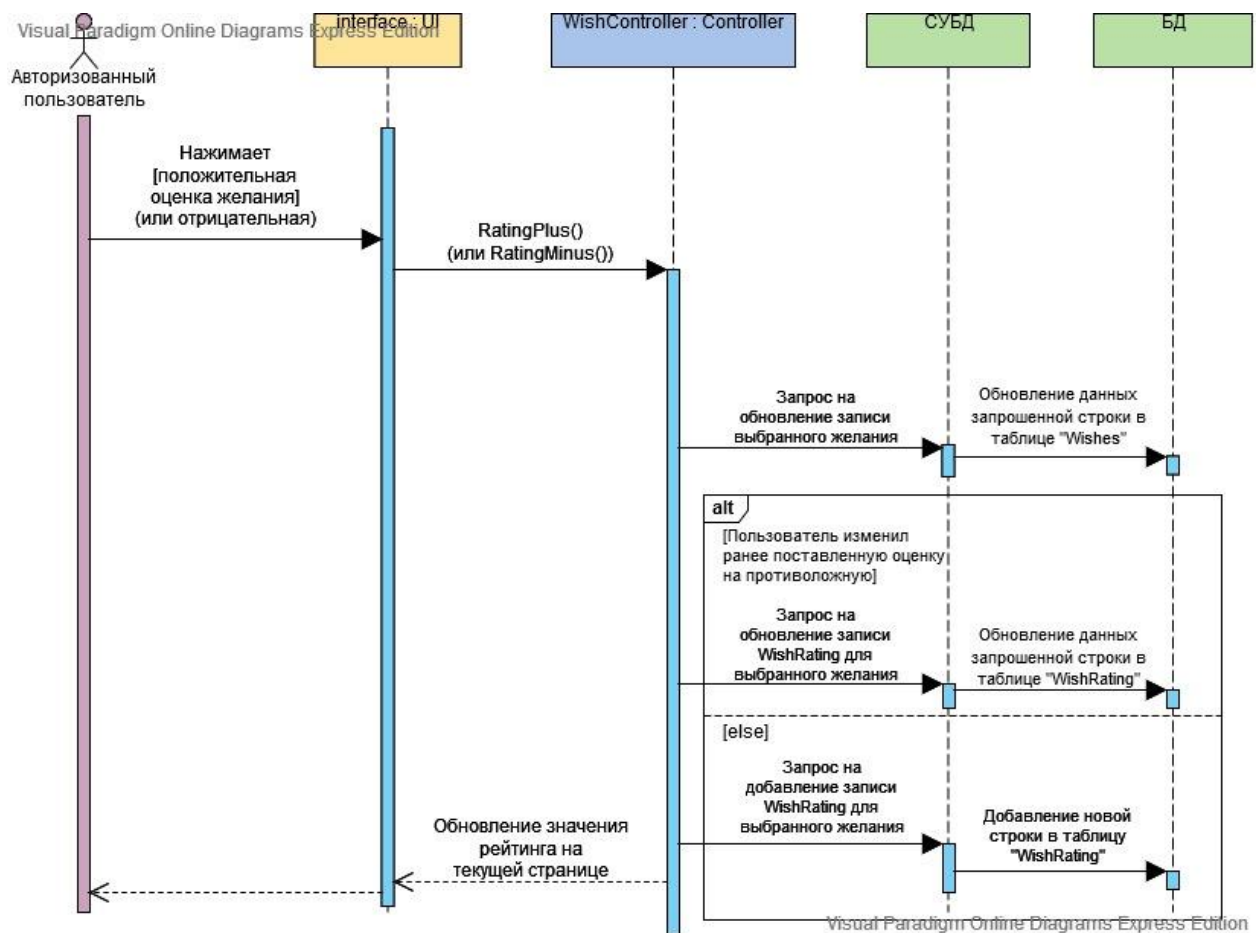 Visual Paradigm Online Diagrams Express Edition
interface : UI
WishController : Controller
СУБД
БД
Авторизованный
пользователь
Нажимает
[положительная
оценка желания]
(или отрицательная)
RatingPlus()
(или RatingMinus())
Запрос на
обновление записи
выбранного желания
Обновление данных
запрошенной строки в
таблице "Wishes"
alt
[Пользователь изменил
ранее поставленную оценку
на противоложную]
Запрос на
обновление записи
WishRating для
выбранного желания
Обновление данных
запрошенной строки в
таблице "WishRating"
[else]
Запрос на
добавление записи
WishRating для
выбранного желания
Добавление новой
строки в таблицу
"WishRating"
Обновление значения
рейтинга на
текущей странице
Visual Paradigm Online Diagrams Express Edition